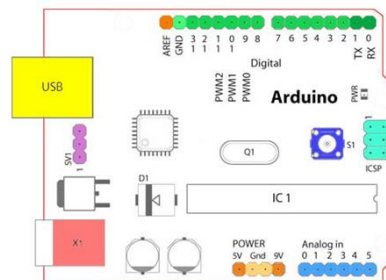 AREF
GND
13
12
11
10
9
8
7
6
5
4
3
2
1
0
TX
RX
Digital
USB
PWM2
PWM1
PWM0
PWR
Arduino
1
SV1
1
Q1
S1
ICSP
D1
IC 1
X1
POWER
5V Gnd 9V
Analog in
0 1 2 3 4 5